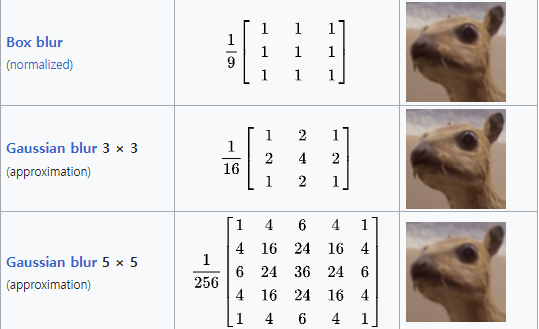 Box blur
(normalized)
1
9
1 1 1
1 1 1
1 1 1
Gaussian blur 3 × 3
(approximation)
1
16
1 2 1
2 4 2
1 2 1
Gaussian blur 5 × 5
(approximation)
1
256
1 4 6 4 1
4 16 24 16 4
6 24 36 24 6
4 16 24 16 4
1 4 6 4 1